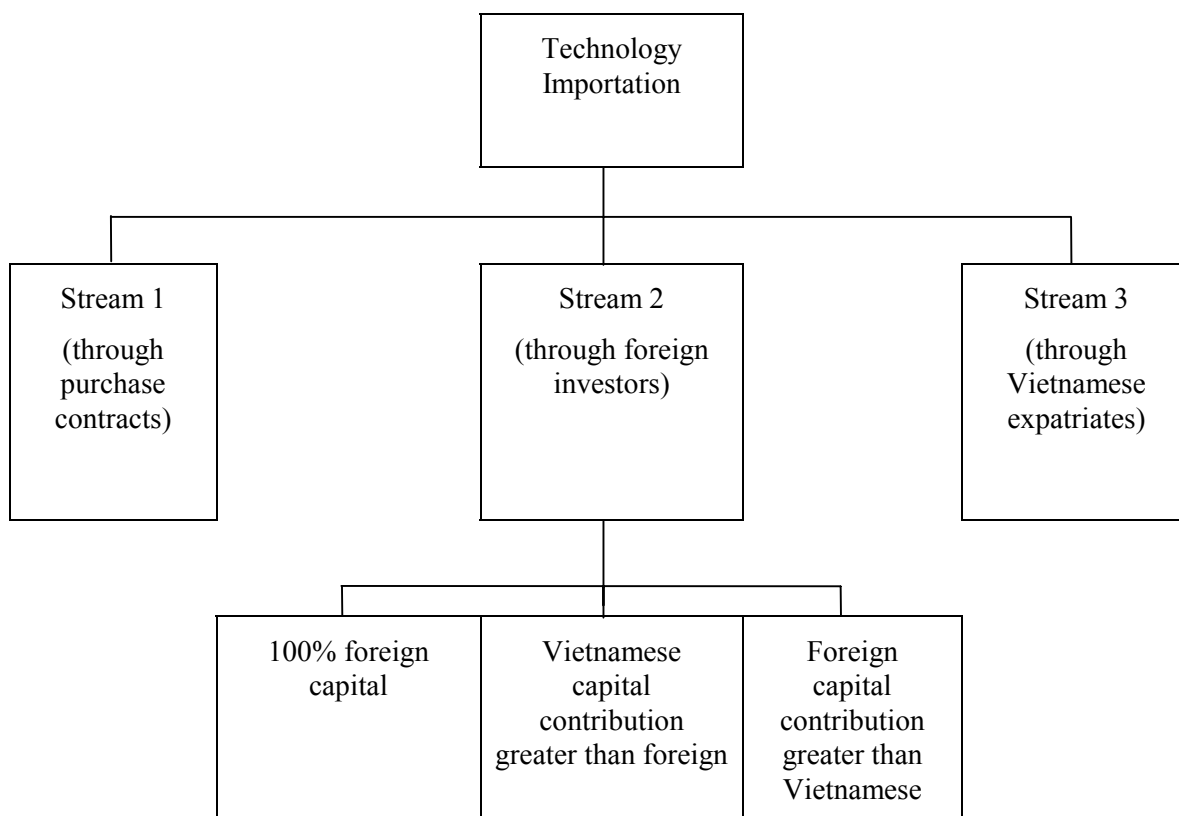 Technology
Importation
Stream 1
(through
purchase
contracts)
Stream 2
(through foreign
investors)
Stream 3
(through
Vietnamese
expatriates)
100% foreign
capital
Vietnamese
capital
contribution
greater than foreign
Foreign
capital
contribution
greater than
Vietnamese